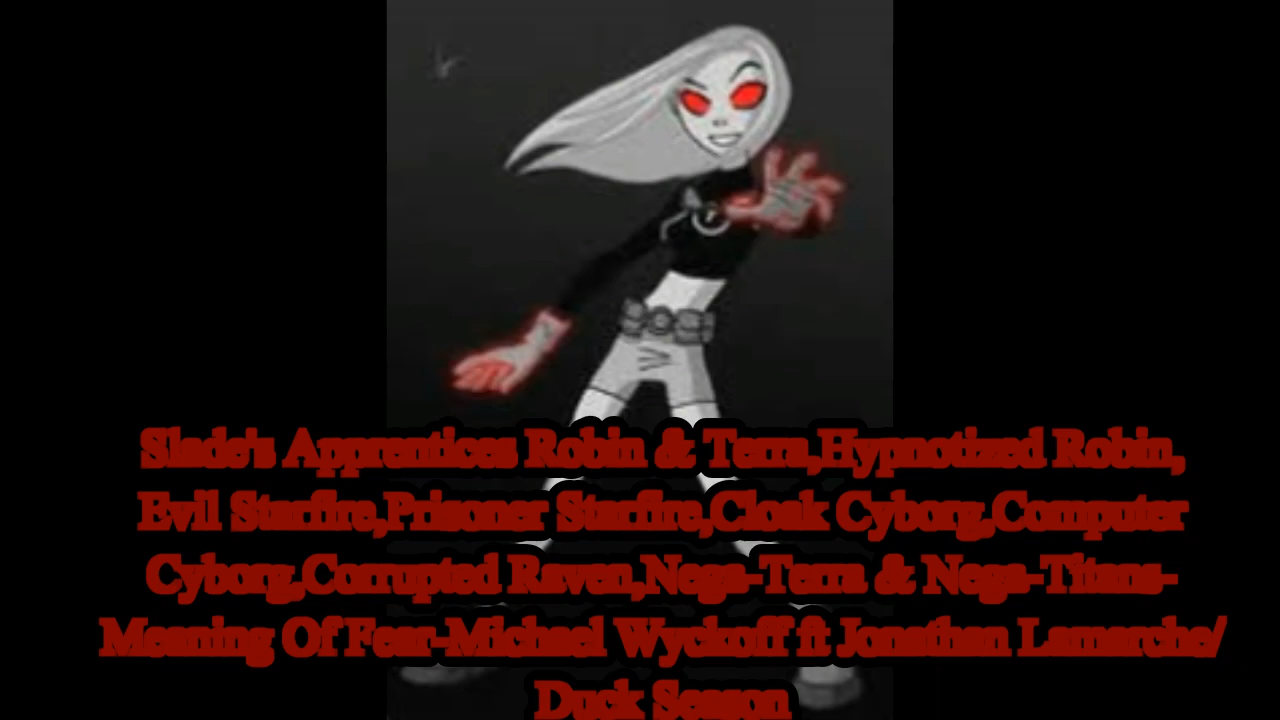 Slade's Apprentices Robin & Terra,Hypnotized Robin,
Evil Starfire,Prisoner Starfire,Cloak Cyborg,Computer
Cyborg,Corrupted Raven,Nega-Terra & Nega-Titans-
Meaning Of Fear-Michael Wyckoff ft Jonathan Lamarche/
Duck Season